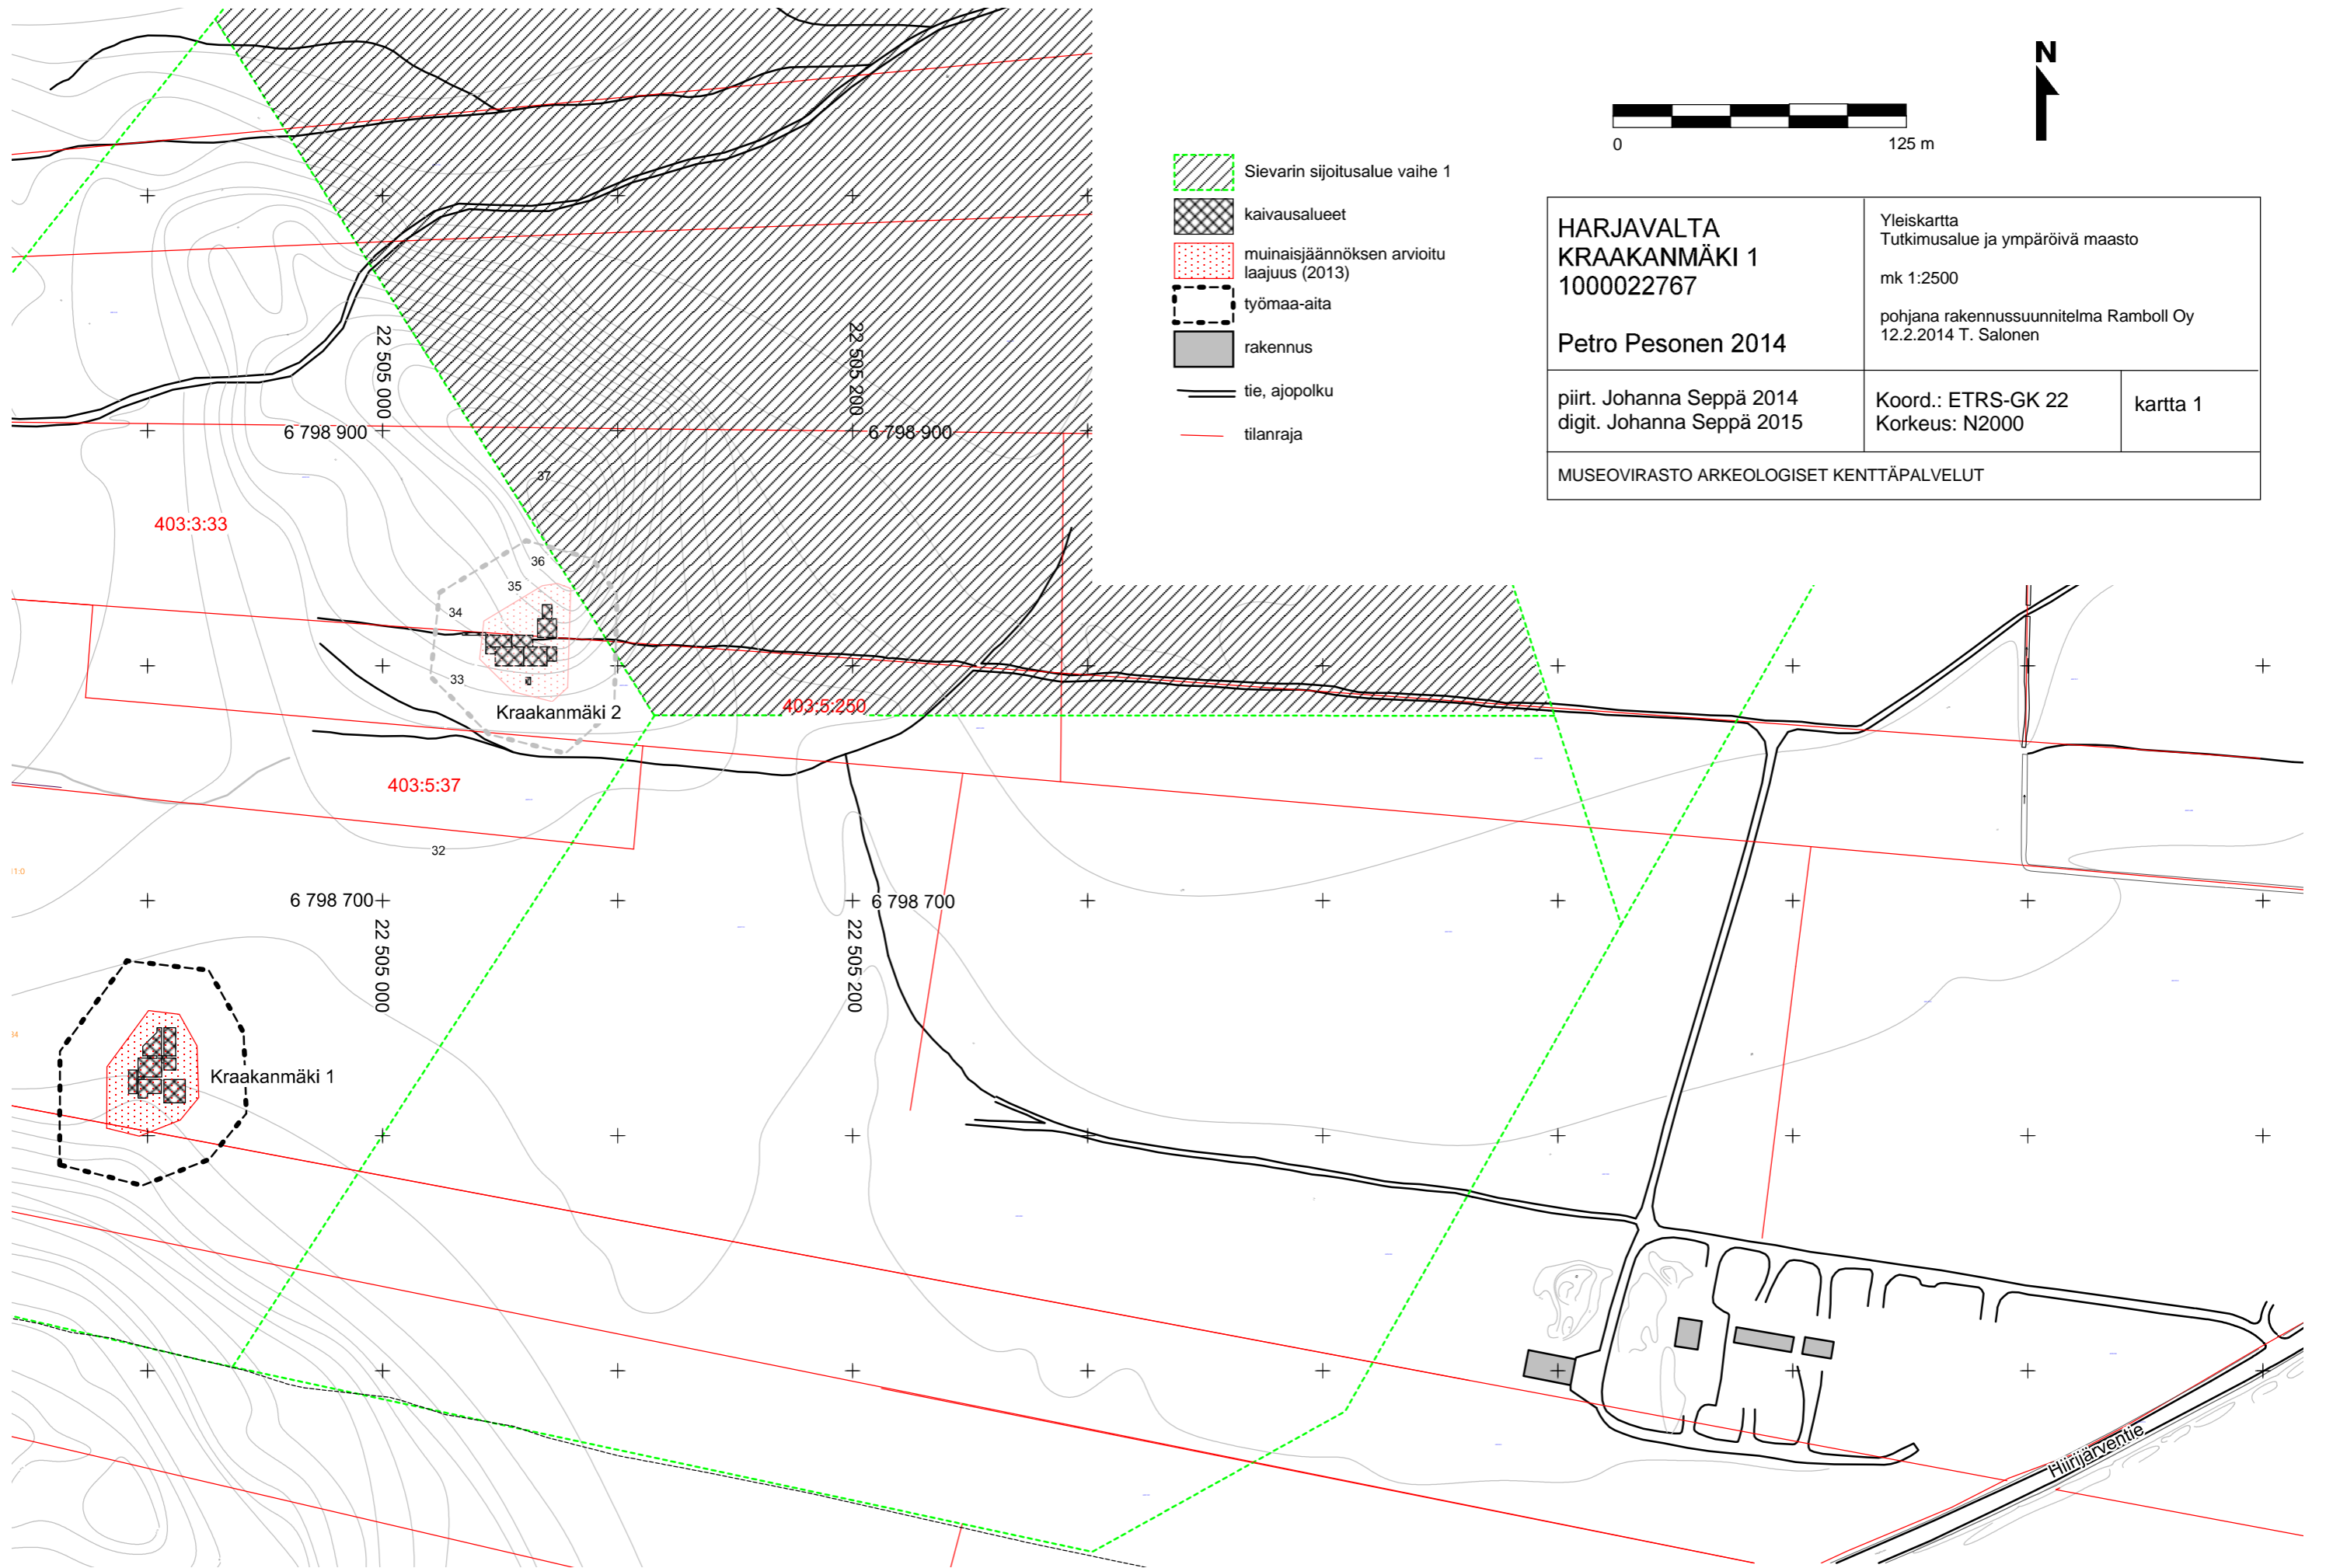 N
0
125 m
Sievarin sijoitusalue vaihe 1
kaivausalueet
muinaisjäännöksen arvioitu
laajuus (2013)
työmaa-aita
rakennus
tie, ajopolku
tilanraja
HARJAVALTA
KRAAKANMÄKI 1
1000022767
Petro Pesonen 2014
Yleiskartta
Tutkimusalue ja ympäröivä maasto
mk 1:2500
pohjana rakennussuunnitelma Ramboll Oy
12.2.2014 T. Salonen
piirt. Johanna Seppä 2014
digit. Johanna Seppä 2015
Koord.: ETRS-GK 22
Korkeus: N2000
kartta 1
MUSEOVIRASTO ARKEOLOGISET KENTTÄPALVELUT
22 505 000
22 505 200
6 798 900
6 798 900
37
403:3:33
36
35
34
33
Kraakanmäki 2
403:5:250
403:5:37
32
6 798 700
6 798 700
22 505 000
22 505 200
Kraakanmäki 1
Hiirijärventie